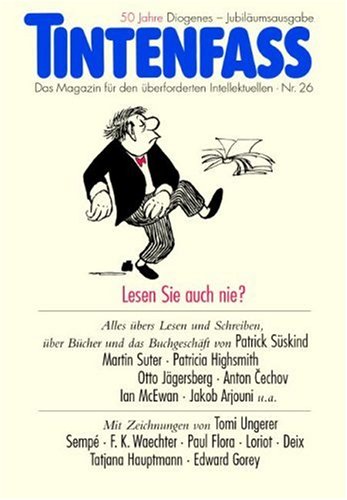 50 Jahre Diogenes – Jubiläumsausgabe
TINTENFASS
Das Magazin für den überforderten Intellektuellen · Nr. 26
Lesen Sie auch nie?
Alles übers Lesen und Schreiben,
über Bücher und das Buchgeschäft von Patrick Süskind
Martin Suter · Patricia Highsmith
Otto Jägersberg · Anton Čechov
Ian McEwan · Jakob Arjouni u.a.
Mit Zeichnungen von Tomi Ungerer
Sempé · F. K. Waechter · Paul Flora · Loriot · Deix
Tatjana Hauptmann · Edward Gorey